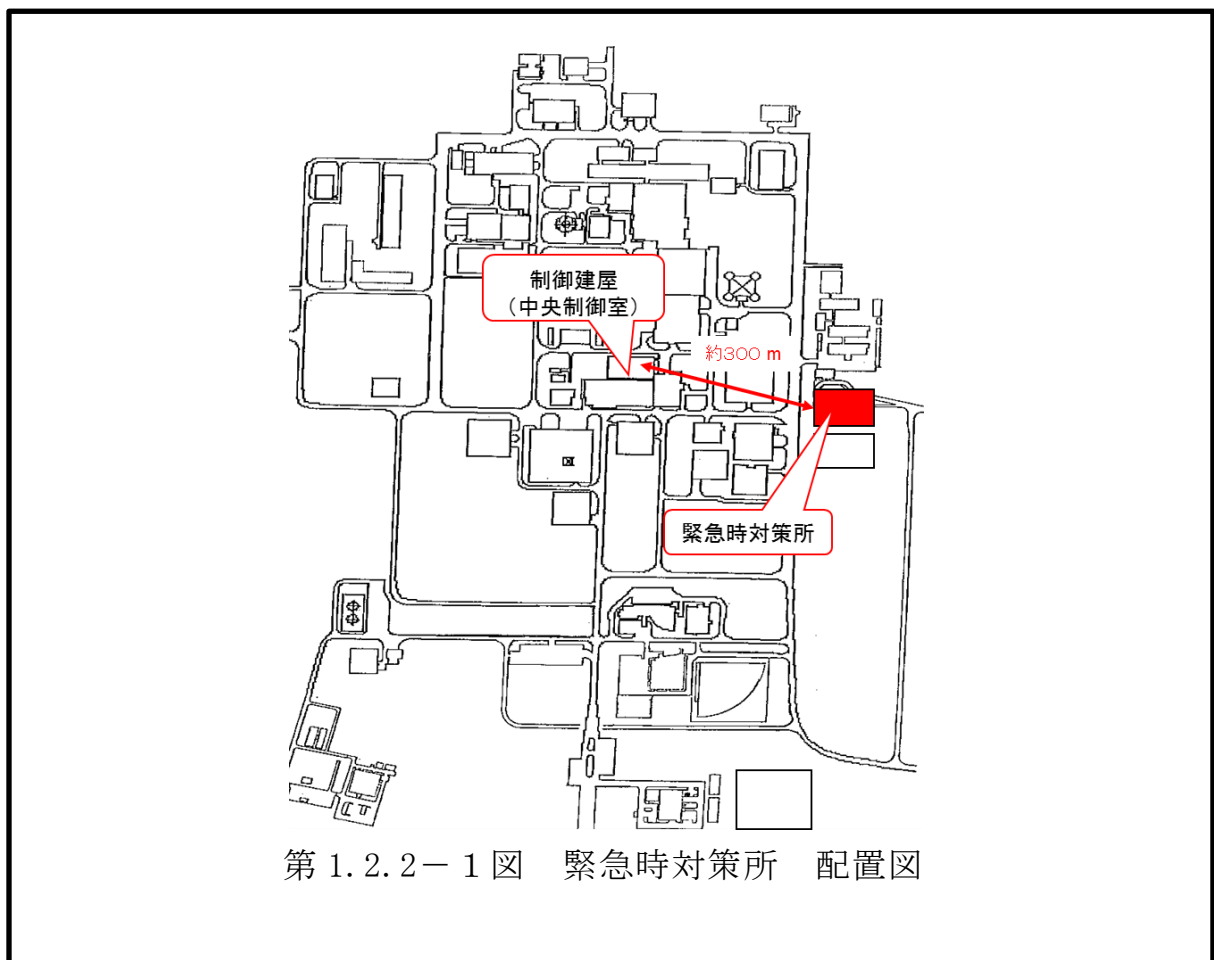 制御建屋
（中央制御室）
約300 m
緊急時対策所
第1.2.2－1図　緊急時対策所　配置図